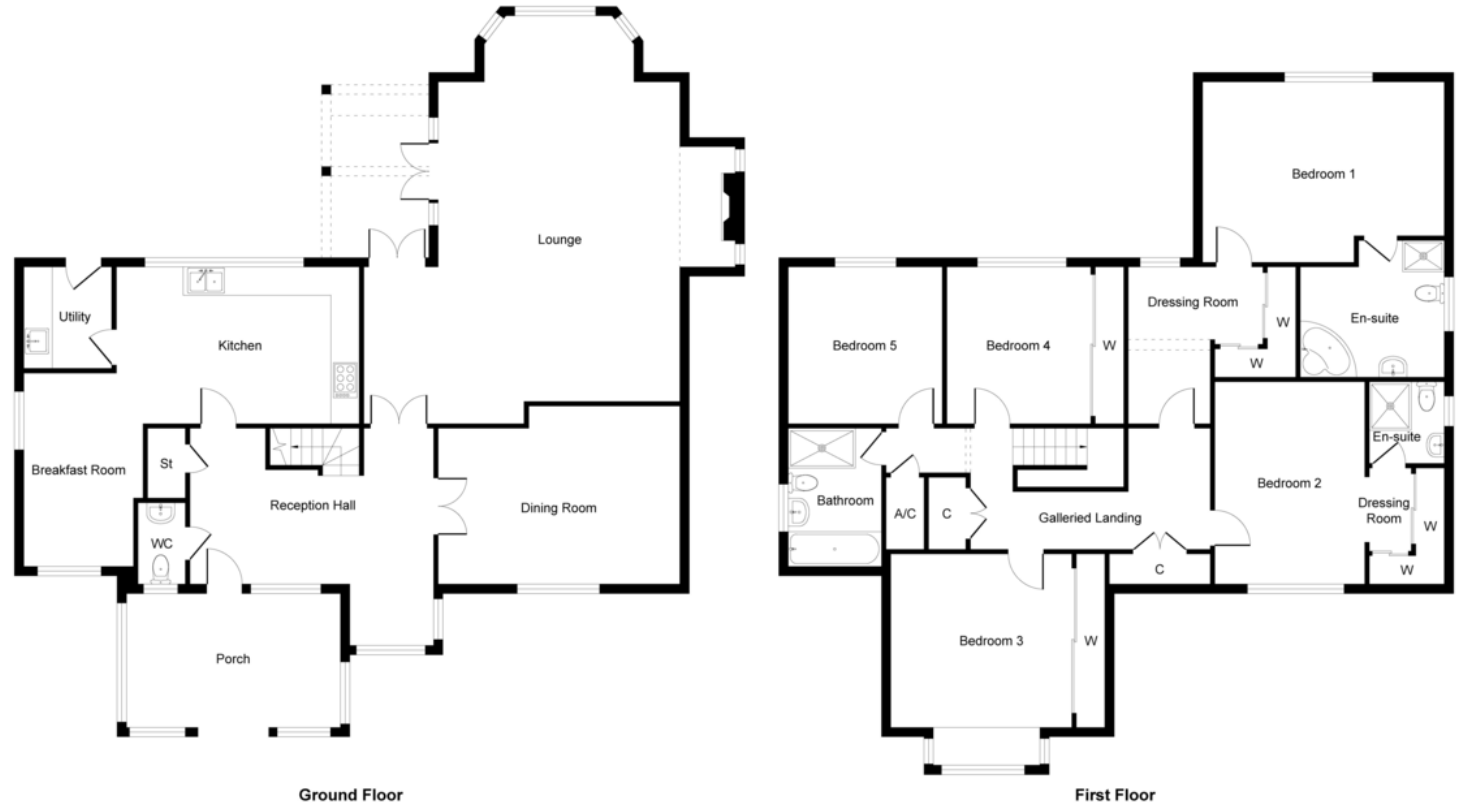 Lounge
Utility
Kitchen
Breakfast Room
St
WC
Reception Hall
Dining Room
Porch
Ground Floor
Bedroom 1
Dressing Room
W
W
En-suite
Bedroom 5
Bedroom 4
W
Bathroom
A/C
C
Galleried Landing
C
Bedroom 2
En-suite
Dressing
Room
W
W
Bedroom 3
W
First Floor